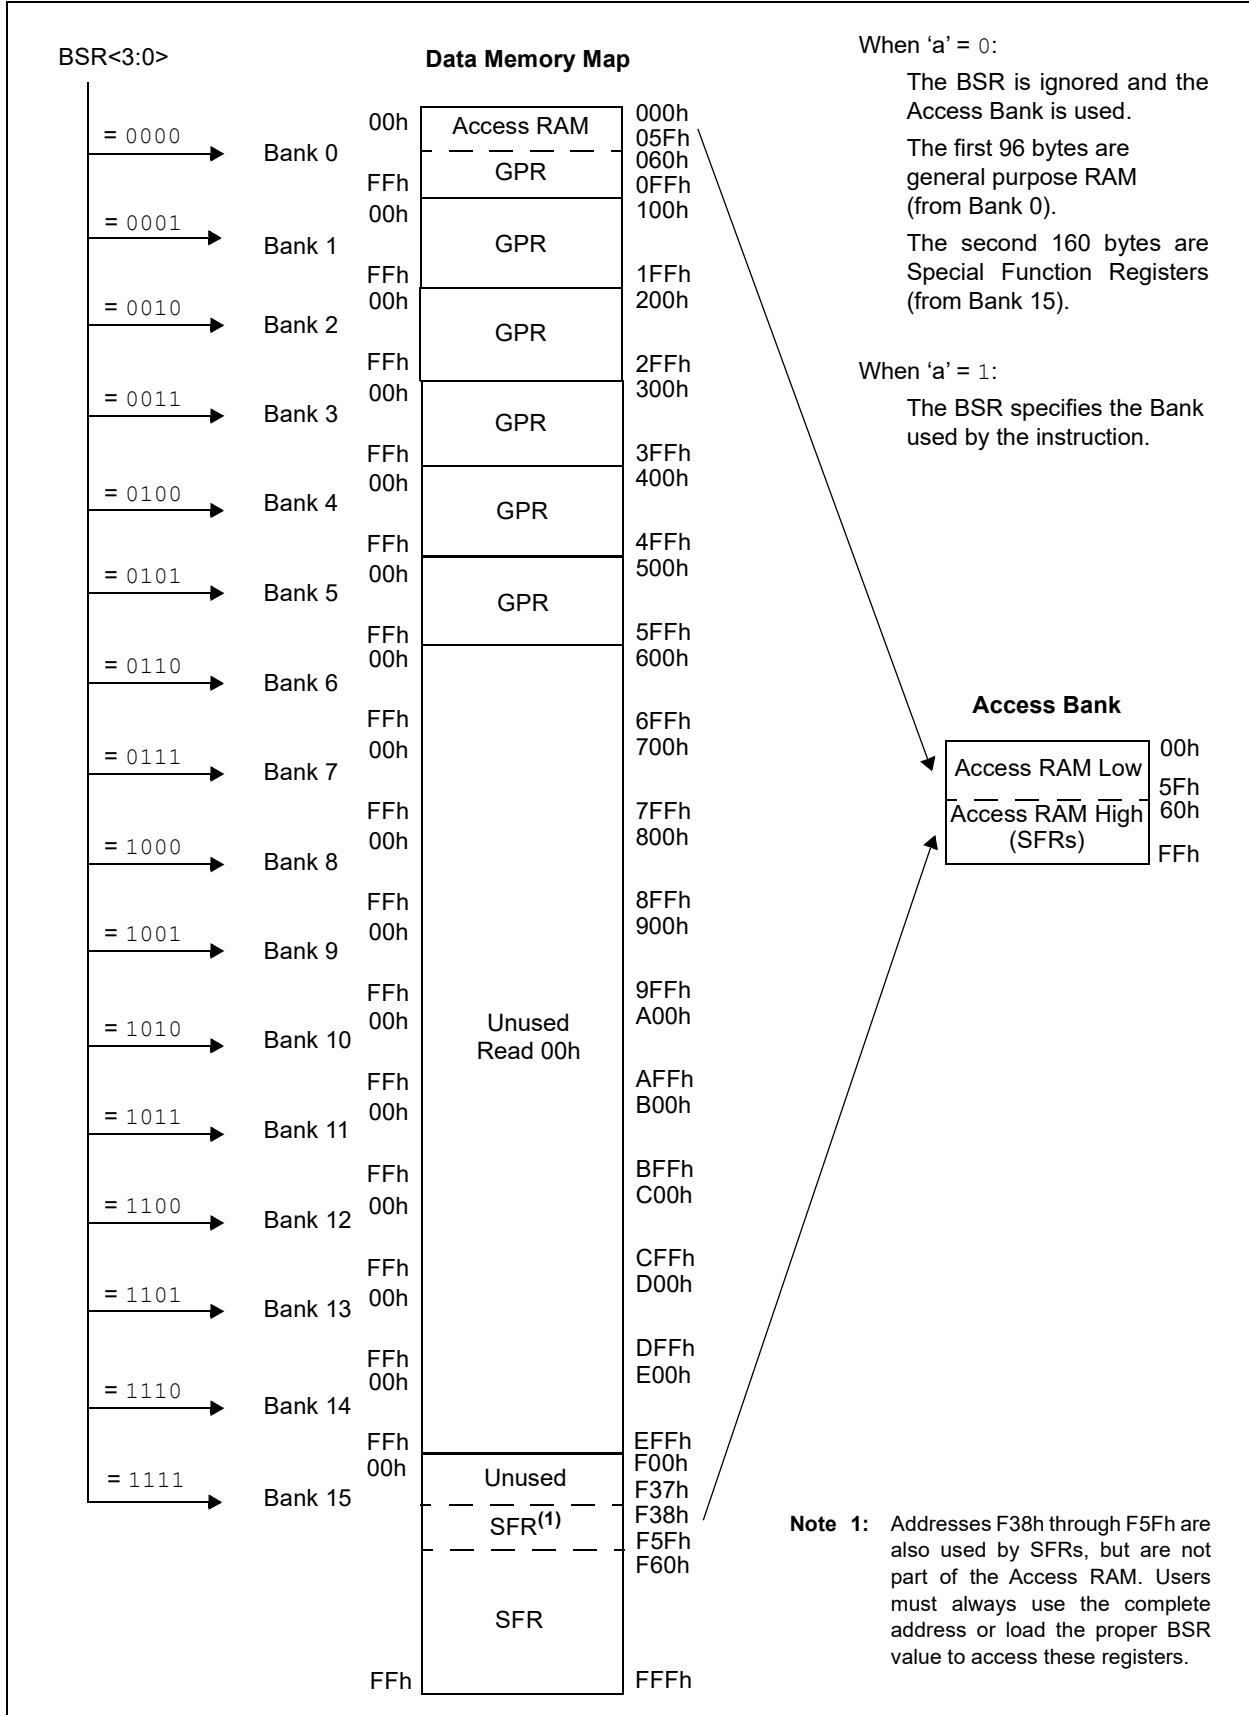 BSR<3:0>
Data Memory Map
When ‘a’ = 0:
The BSR is ignored and the
Access Bank is used.
The first 96 bytes are
general purpose RAM
(from Bank 0).
The second 160 bytes are
Special Function Registers
(from Bank 15).
When ‘a’ = 1:
The BSR specifies the Bank
used by the instruction.
= 0000
Bank 0
00h
Access RAM
000h
05Fh
GPR
060h
FFh
0FFh
= 0001
Bank 1
00h
100h
GPR
FFh
1FFh
= 0010
Bank 2
00h
200h
GPR
FFh
2FFh
= 0011
Bank 3
00h
300h
GPR
FFh
3FFh
= 0100
Bank 4
00h
400h
GPR
FFh
4FFh
= 0101
Bank 5
00h
500h
GPR
FFh
5FFh
= 0110
Bank 6
00h
600h
FFh
6FFh
= 0111
Bank 7
00h
700h
FFh
7FFh
= 1000
Bank 8
00h
800h
FFh
8FFh
= 1001
Bank 9
00h
900h
FFh
9FFh
= 1010
Bank 10
00h
A00h
Unused
Read 00h
FFh
AFFh
= 1011
Bank 11
00h
B00h
FFh
BFFh
= 1100
Bank 12
00h
C00h
FFh
CFFh
= 1101
Bank 13
00h
D00h
FFh
DFFh
= 1110
Bank 14
00h
E00h
FFh
EFFh
= 1111
Bank 15
00h
F00h
Unused
F37h
F38h
SFR(1)
F5Fh
F60h
SFR
FFh
FFFh
Access Bank
Access RAM Low
00h
5Fh
Access RAM High
(SFRs)
60h
FFh
Note 1: Addresses F38h through F5Fh are
also used by SFRs, but are not
part of the Access RAM. Users
must always use the complete
address or load the proper BSR
value to access these registers.